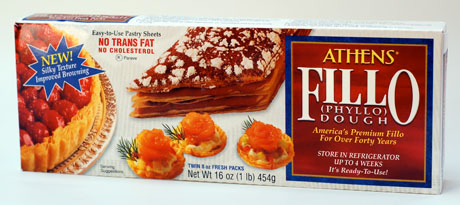 NEW!
Silky Texture
Improved Browning
Easy-to-Use Pastry Sheets
NO TRANS FAT
NO CHOLESTEROL
Pareve
Serving
Suggestions
TWIN 8 oz FRESH PACKS
Net Wt 16 oz (1 lb) 454g
ATHENS®
FILLO
(PHYLLO)
DOUGH
America's Premium Fillo
For Over Forty Years
STORE IN REFRIGERATOR
UP TO 4 WEEKS
It's Ready-To-Use!